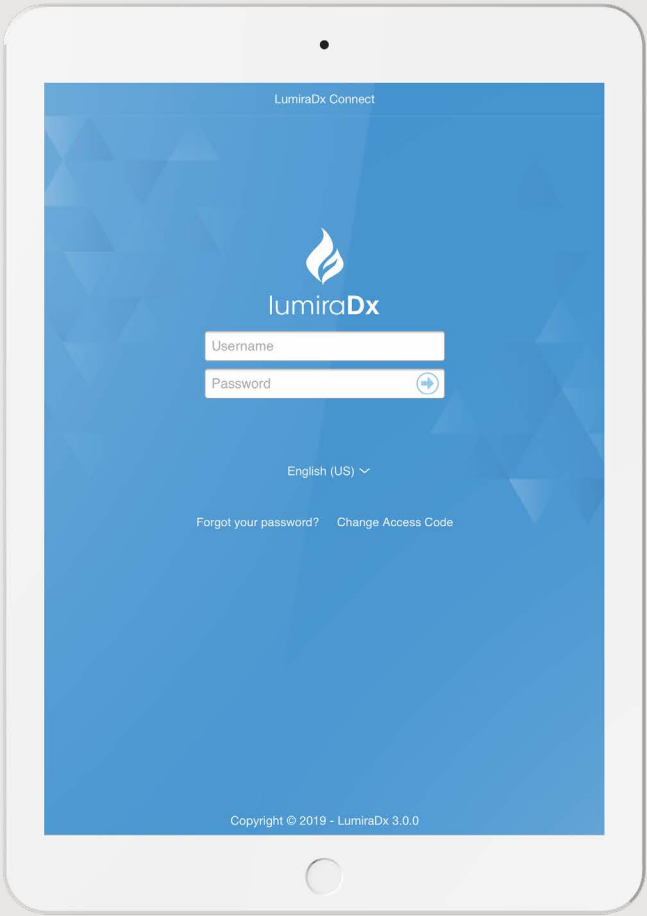 LumiraDx Connect
lumiraDx
Username
Password
English (US)
Forgot your password? Change Access Code
Copyright © 2019 - LumiraDx 3.0.0